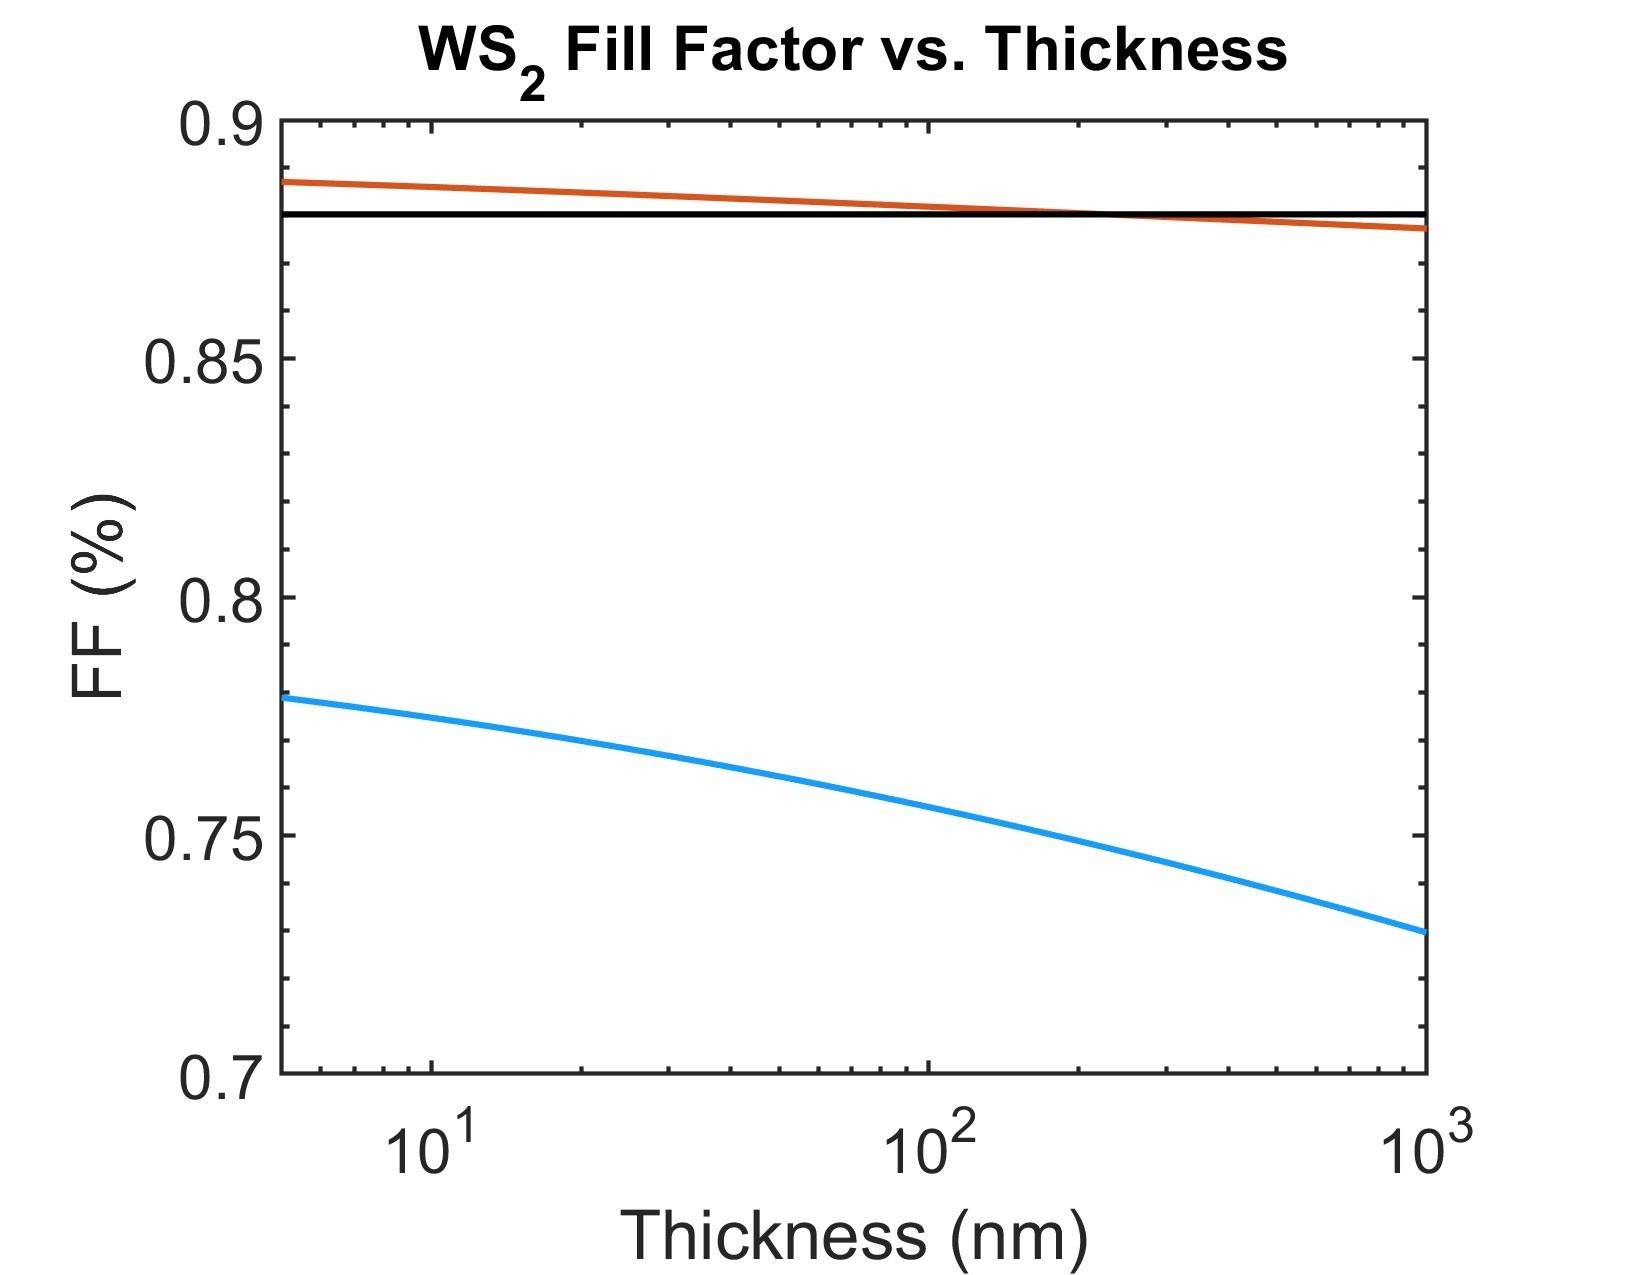 WS2 Fill Factor vs. Thickness
0.9
0.85
0.8
0.75
0.7
FF (%)
10^1
10^2
10^3
Thickness (nm)